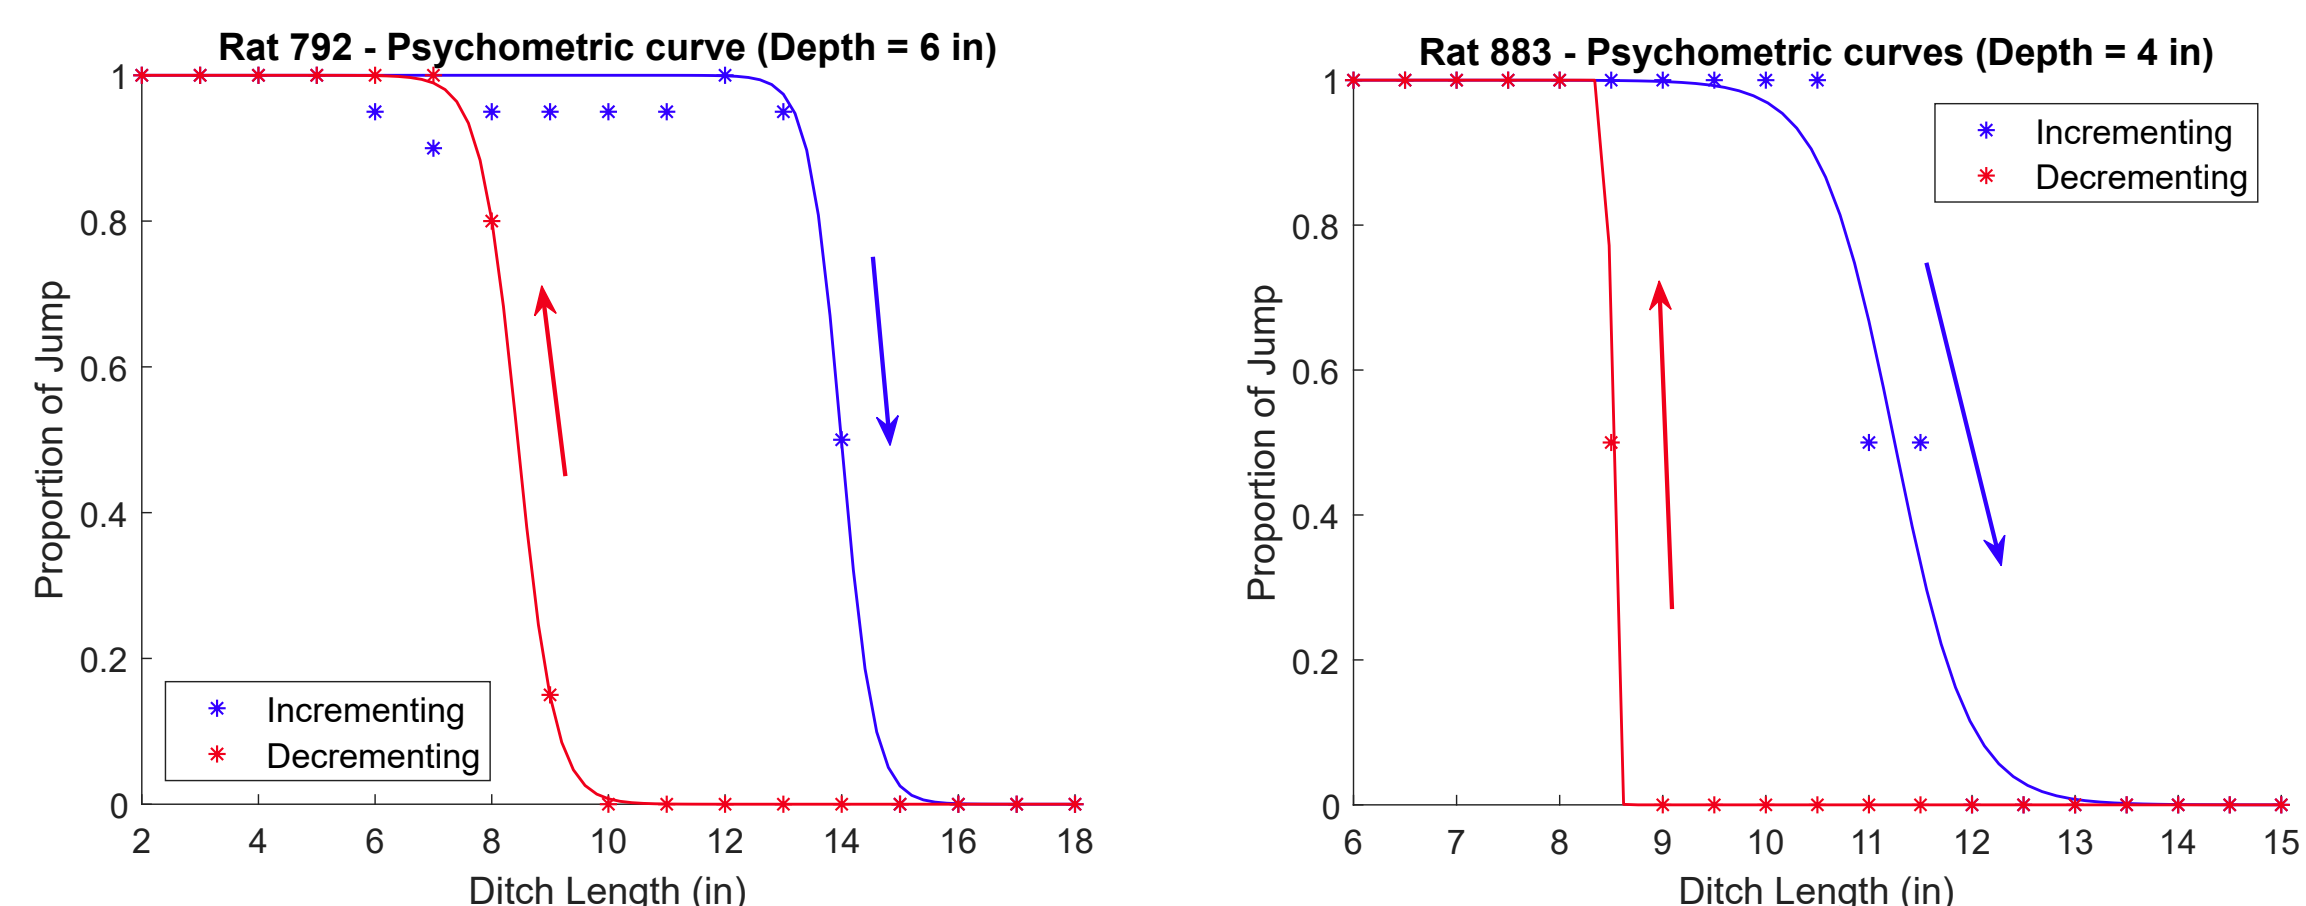 Rat 792 - Psychometric curve (Depth = 6 in)
1
0.8
0.6
0.4
0.2
0
Proportion of Jump
Incrementing
Decrementing
2 4 6 8 10 12 14 16 18
Ditch Length (in)
Rat 883 - Psychometric curves (Depth = 4 in)
1
0.8
0.6
0.4
0.2
0
Proportion of Jump
Incrementing
Decrementing
6 7 8 9 10 11 12 13 14 15
Ditch Length (in)